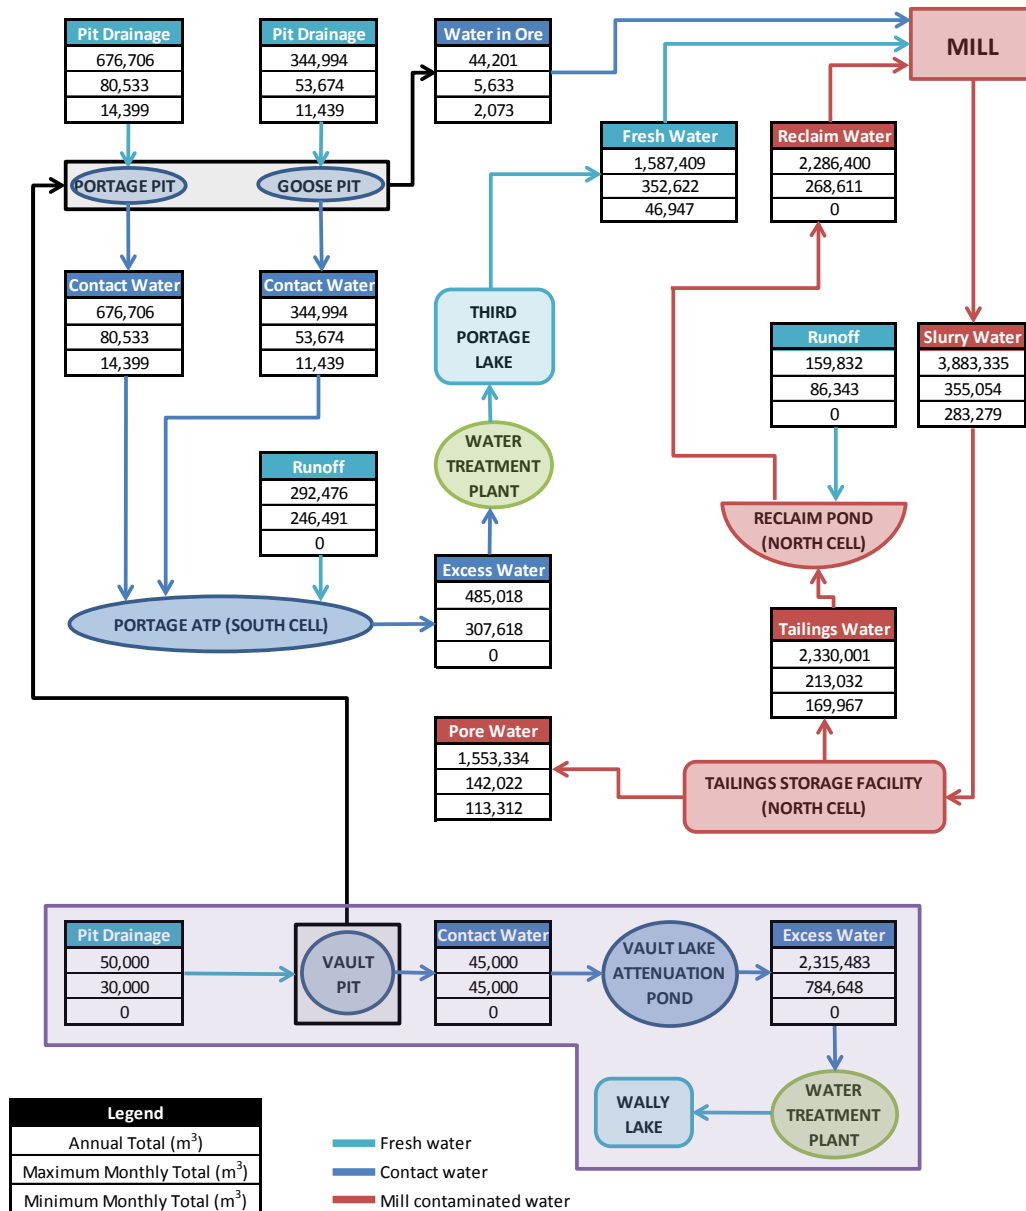 Pit Drainage
676,706
80,533
14,399
Pit Drainage
344,994
53,674
11,439
Water in Ore
44,201
5,633
2,073
MILL
Fresh Water
1,587,409
352,622
46,947
Reclaim Water
2,286,400
268,611
0
PORTAGE PIT
GOOSE PIT
Contact Water
676,706
80,533
14,399
Contact Water
344,994
53,674
11,439
THIRD
PORTAGE
LAKE
Runoff
159,832
86,343
0
Slurry Water
3,883,335
355,054
283,279
WATER
TREATMENT
PLANT
Runoff
292,476
246,491
0
RECLAIM POND
(NORTH CELL)
Excess Water
485,018
307,618
0
PORTAGE ATP (SOUTH CELL)
Tailings Water
2,330,001
213,032
169,967
Pore Water
1,553,334
142,022
113,312
TAILINGS STORAGE FACILITY
(NORTH CELL)
Pit Drainage
50,000
30,000
0
VAULT
PIT
Contact Water
45,000
45,000
0
VAULT LAKE
ATTENUATION
POND
Excess Water
2,315,483
784,648
0
WALLY
LAKE
WATER
TREATMENT
PLANT
Legend
Annual Total (m³)
Maximum Monthly Total (m³)
Minimum Monthly Total (m³)
Fresh water
Contact water
Mill contaminated water